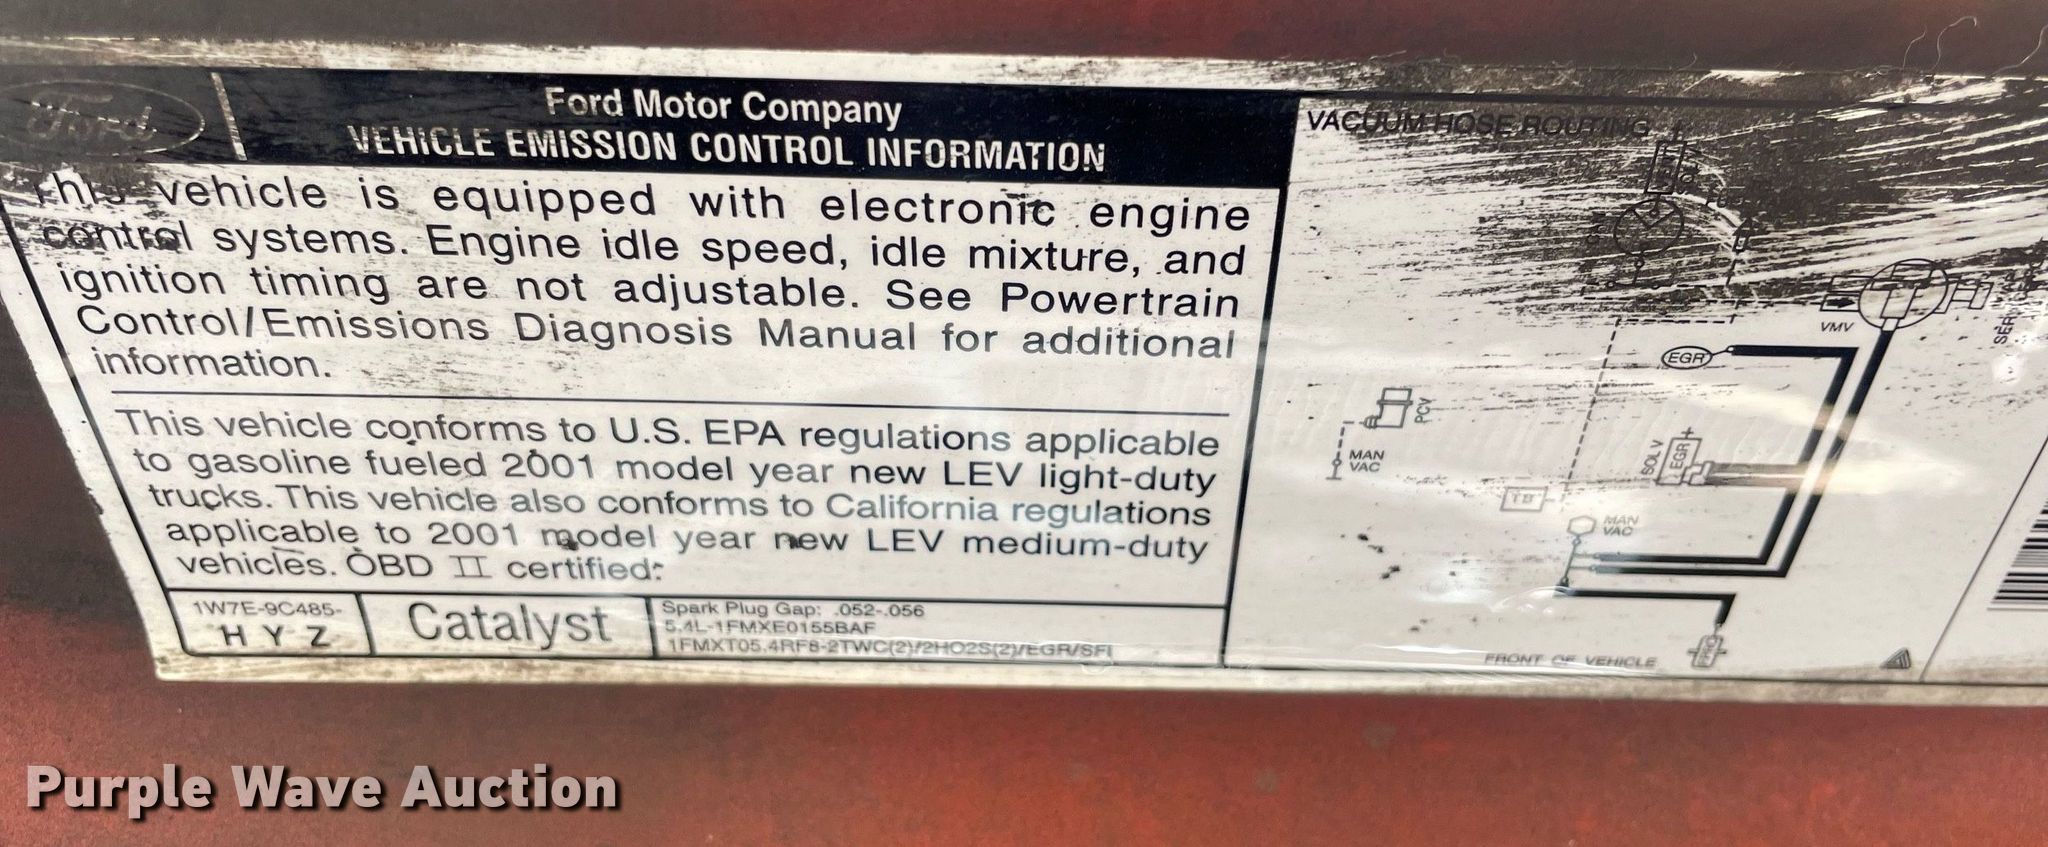 Ford
Ford Motor Company
VEHICLE EMISSION CONTROL INFORMATION
This vehicle is equipped with electronic engine
control systems. Engine idle speed, idle mixture, and
ignition timing are not adjustable. See Powertrain
Control/Emissions Diagnosis Manual for additional
information.
This vehicle conforms to U.S. EPA regulations applicable
to gasoline fueled 2001 model year new LEV light-duty
trucks. This vehicle also conforms to California regulations
applicable to 2001 model year new LEV medium-duty
vehicles. OBD II certified.
1W7E-9C485-
H Y Z
Catalyst
Spark Plug Gap: .052-.056
5.4L-1FMXE0155BAF
1FMXT05.4RF8-2TWC(2)/2HO2S(2)/EGR/SFI
VACUUM HOSE ROUTING
VMV
EGR
PCV
MAN
VAC
SOL V
EGR
TB
MAN
VAC
FRONT OF VEHICLE
Purple Wave Auction